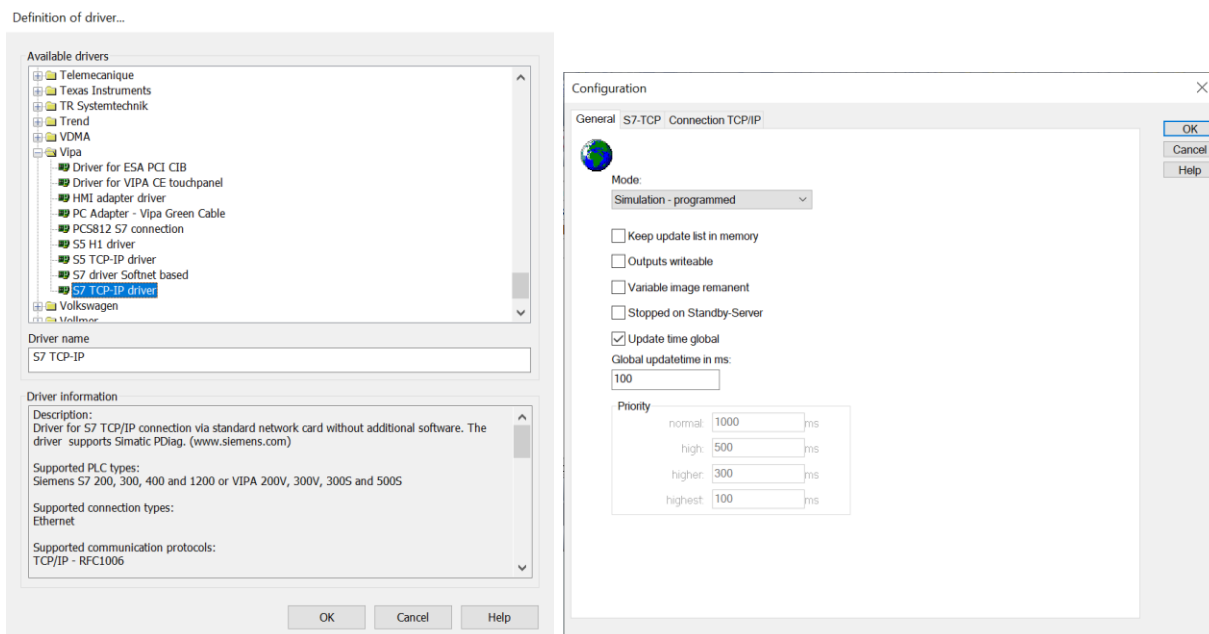 Definition of driver...
Available drivers
Telemecanique
Texas Instruments
TR Systemtechnik
Trend
VDMA
Vipa
Driver for ESA PCI CIB
Driver for VIPA CE touchpanel
HMI adapter driver
PC Adapter - Vipa Green Cable
PCS812 S7 connection
S5 H1 driver
S5 TCP-IP driver
S7 driver Softnet based
S7 TCP-IP driver
Volkswagen
Vollmer
Driver name
S7 TCP-IP
Driver information
Description:
Driver for S7 TCP/IP connection via standard network card without additional software. The
driver supports Simatic PDiag. (www.siemens.com)
Supported PLC types:
Siemens S7 200, 300, 400 and 1200 or VIPA 200V, 300V, 300S and 500S
Supported connection types:
Ethernet
Supported communication protocols:
TCP/IP - RFC1006
OK Cancel Help
Configuration
General S7-TCP Connection TCP/IP
OK
Cancel
Help
Mode:
Simulation - programmed
Keep update list in memory
Outputs writeable
Variable image remanent
Stopped on Standby-Server
Update time global
Global updatetime in ms:
100
Priority
normal: 1000 ms
high: 500 ms
higher: 300 ms
highest: 100 ms